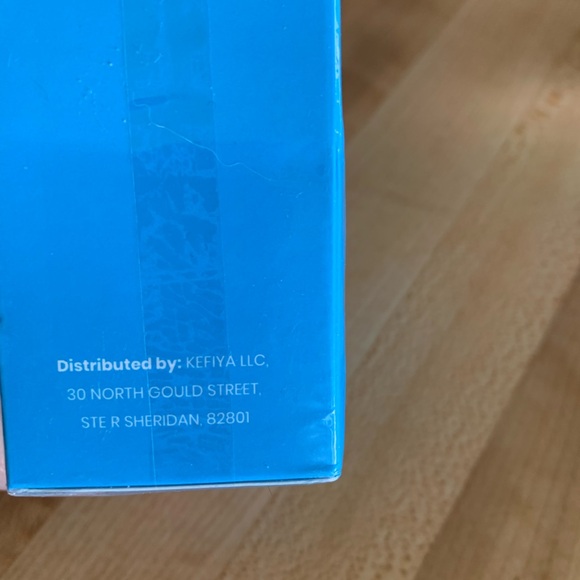 Distributed by: KEFIYA LLC,
30 NORTH GOULD STREET,
STE R SHERIDAN, 82801